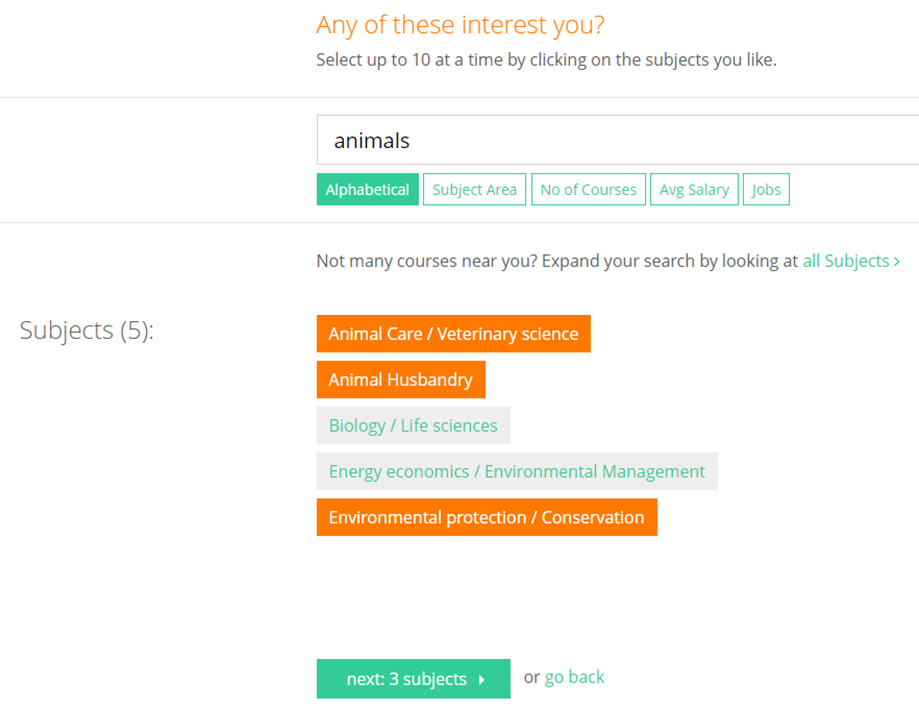 Any of these interest you?
Select up to 10 at a time by clicking on the subjects you like.
animals
Alphabetical Subject Area No of Courses Avg Salary Jobs
Not many courses near you? Expand your search by looking at all Subjects ›
Subjects (5):
Animal Care / Veterinary science
Animal Husbandry
Biology / Life sciences
Energy economics / Environmental Management
Environmental protection / Conservation
next: 3 subjects or go back